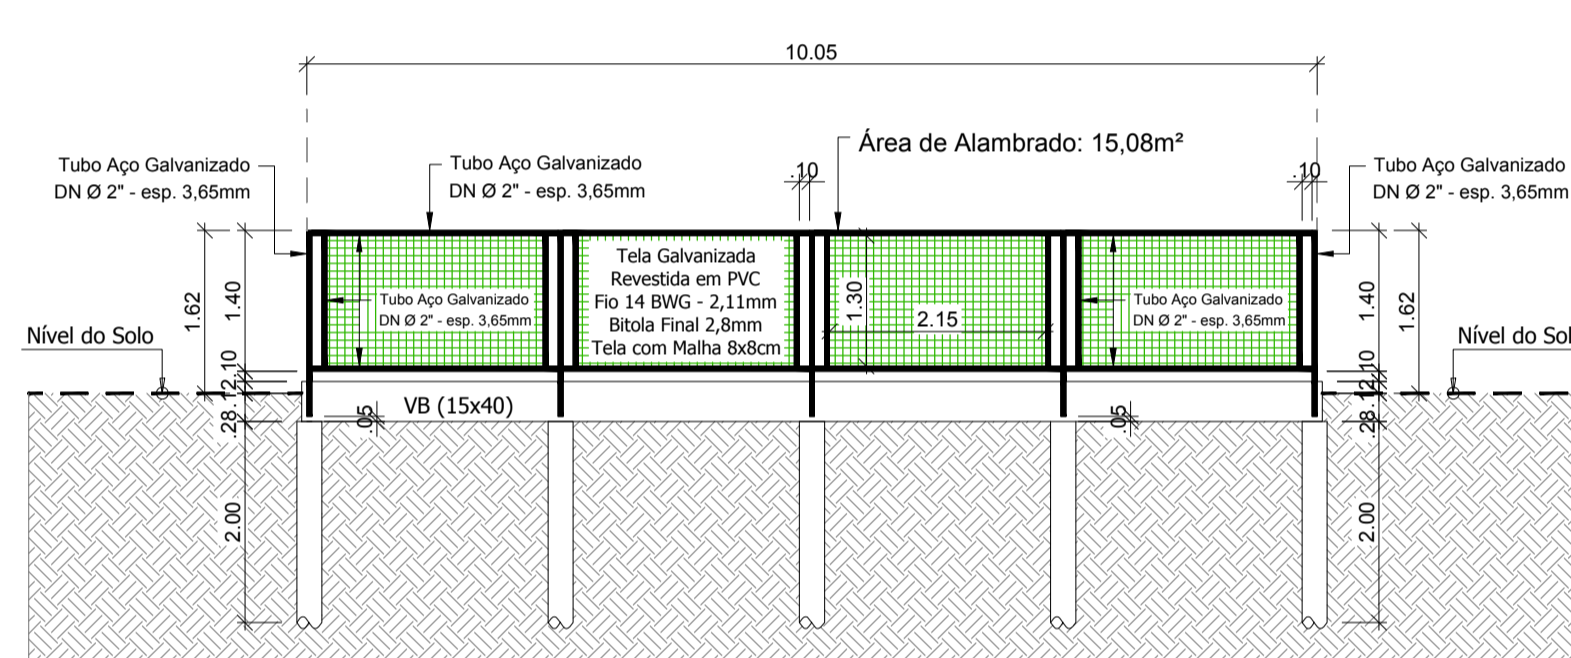 10.05
Área de Alambrado: 15,08m²
Tubo Aço Galvanizado
DN Ø 2" - esp. 3,65mm
Tubo Aço Galvanizado
DN Ø 2" - esp. 3,65mm
.10
.10
Tubo Aço Galvanizado
DN Ø 2" - esp. 3,65mm
1.62
1.40
Tela Galvanizada
Revestida em PVC
Fio 14 BWG - 2,11mm
Bitola Final 2,8mm
Tela com Malha 8x8cm
Tubo Aço Galvanizado
DN Ø 2" - esp. 3,65mm
1.30
2.15
Tubo Aço Galvanizado
DN Ø 2" - esp. 3,65mm
1.40
1.62
Nível do Solo
Nível do Sol
.10
.12
.28
VB (15x40)
.05
.05
.10
.12
.28
2.00
2.00